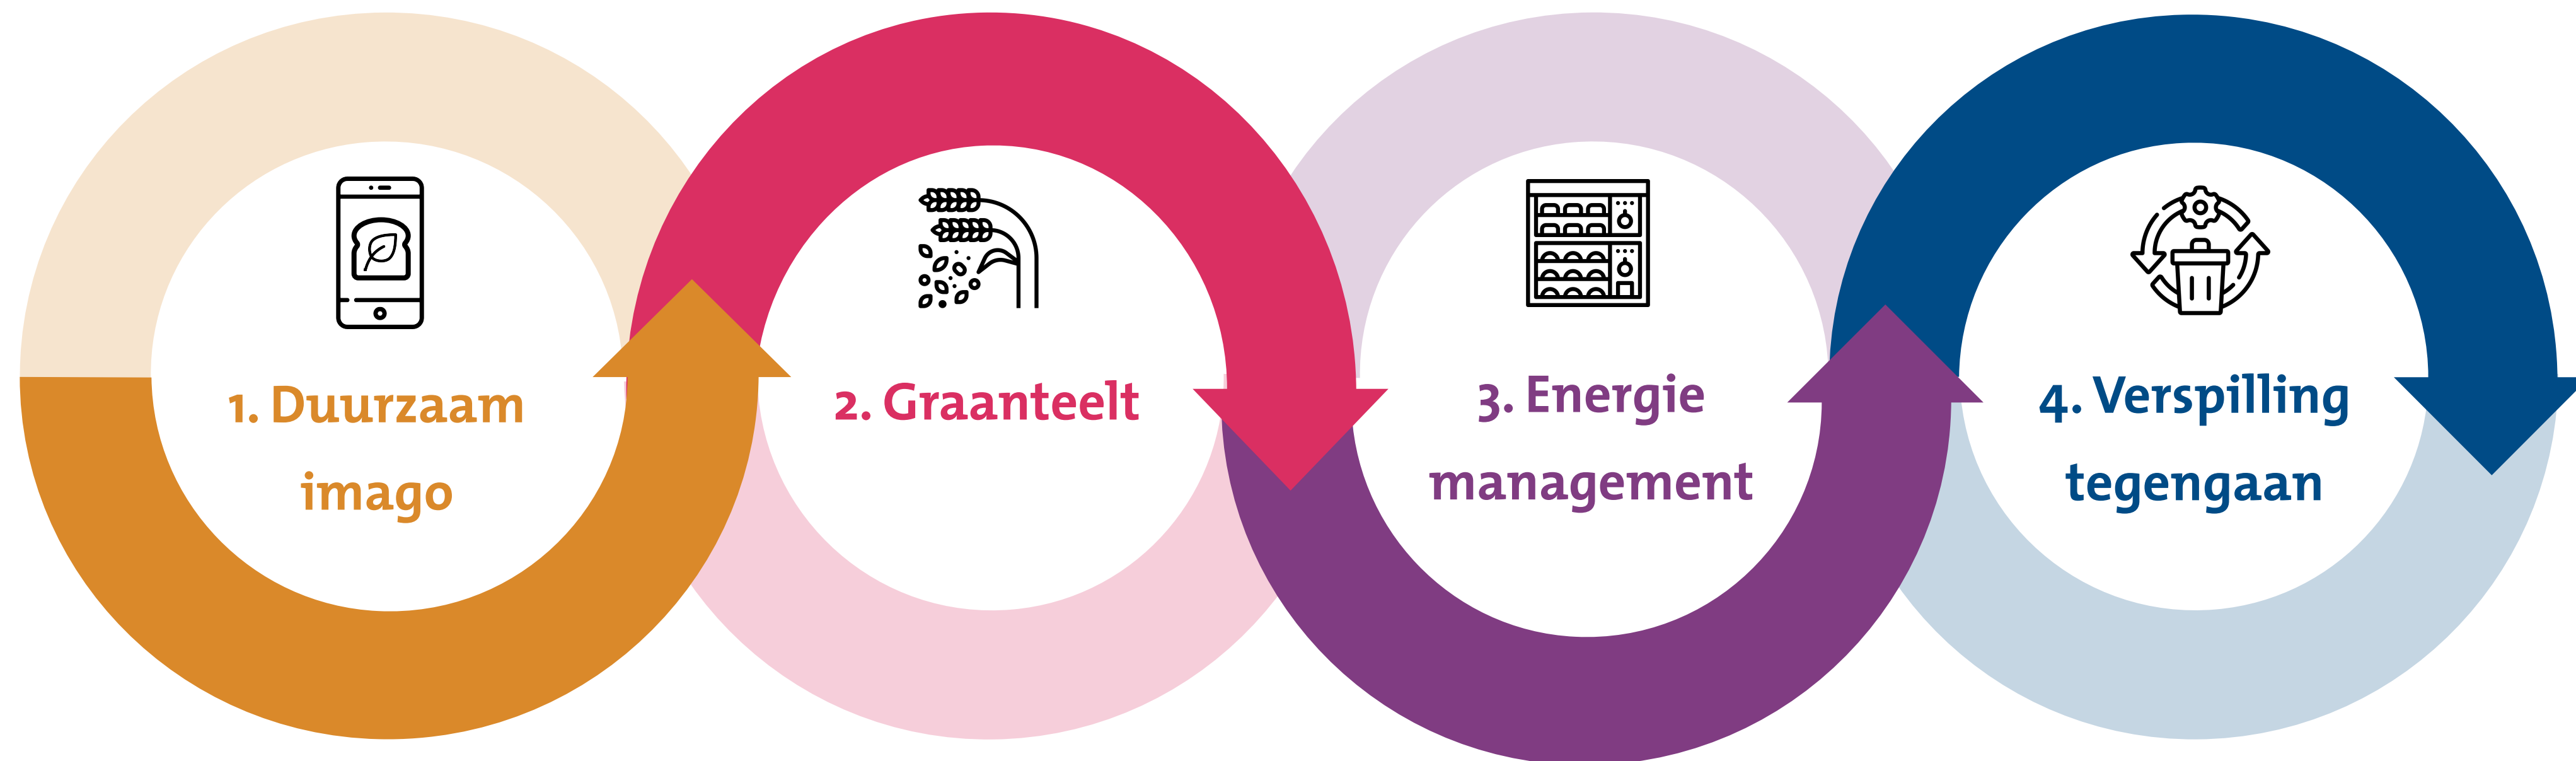 1. Duurzaam
imago
2. Graanteelt
3. Energie
management
4. Verspilling
tegengaan